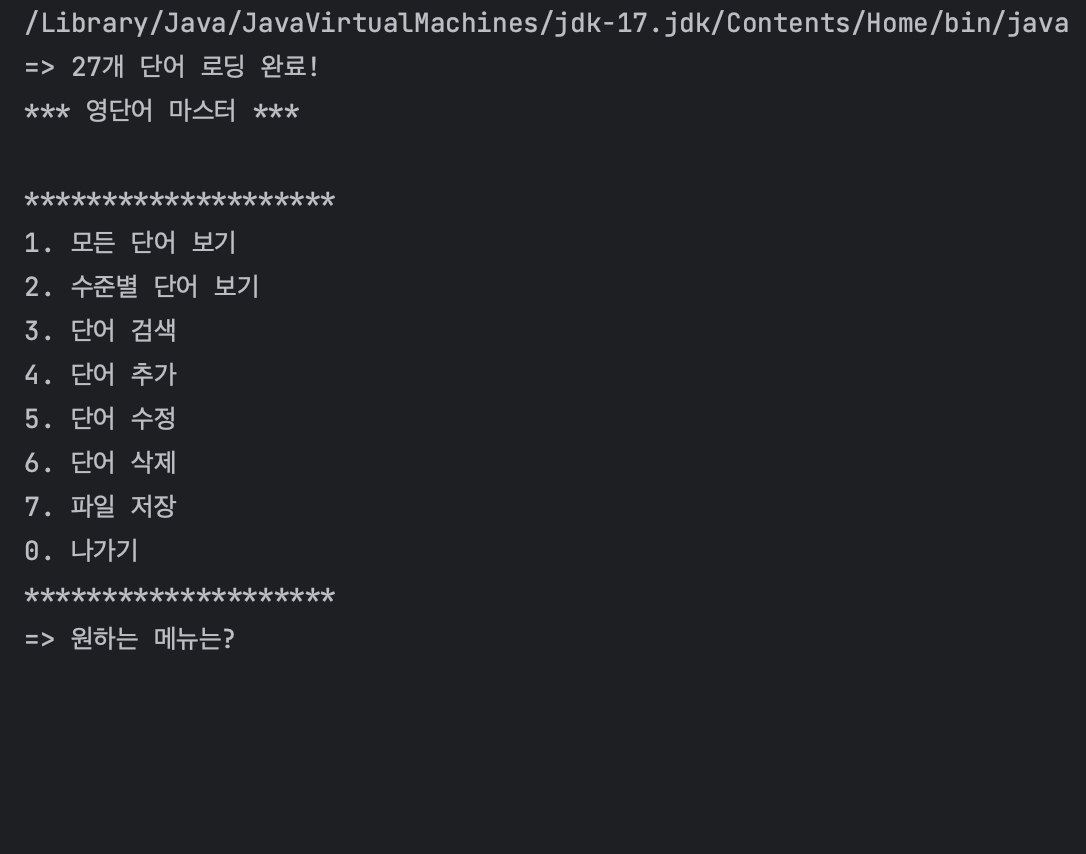 /Library/Java/JavaVirtualMachines/jdk-17.jdk/Contents/Home/bin/java
=> 27개 단어 로딩 완료!
*** 영단어 마스터 ***
********************
1. 모든 단어 보기
2. 수준별 단어 보기
3. 단어 검색
4. 단어 추가
5. 단어 수정
6. 단어 삭제
7. 파일 저장
0. 나가기
********************
=> 원하는 메뉴는?